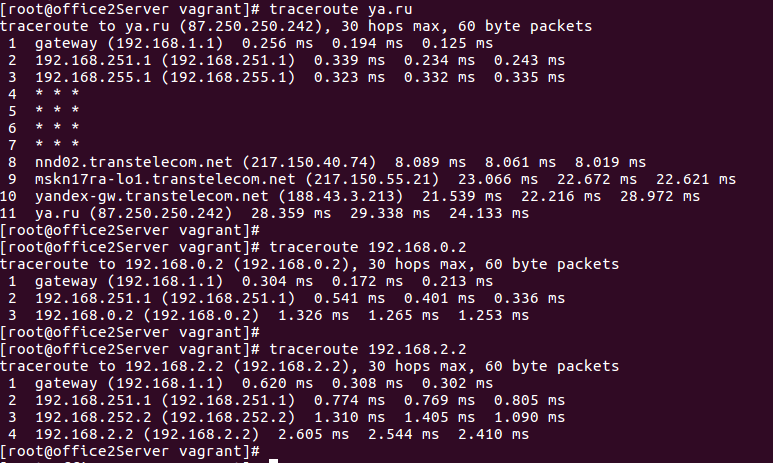 [root@office2Server vagrant]# traceroute ya.ru
traceroute to ya.ru (87.250.250.242), 30 hops max, 60 byte packets
 1  gateway (192.168.1.1)  0.256 ms  0.194 ms  0.125 ms
 2  192.168.251.1 (192.168.251.1)  0.339 ms  0.234 ms  0.243 ms
 3  192.168.255.1 (192.168.255.1)  0.323 ms  0.332 ms  0.335 ms
 4  * * *
 5  * * *
 6  * * *
 7  * * *
 8  nnd02.transtelecom.net (217.150.40.74)  8.089 ms  8.061 ms  8.019 ms
 9  mskn17ra-lo1.transtelecom.net (217.150.55.21)  23.066 ms  22.672 ms  22.621 ms
10  yandex-gw.transtelecom.net (188.43.3.213)  21.539 ms  22.216 ms  28.972 ms
11  ya.ru (87.250.250.242)  28.359 ms  29.338 ms  24.133 ms
[root@office2Server vagrant]#
[root@office2Server vagrant]# traceroute 192.168.0.2
traceroute to 192.168.0.2 (192.168.0.2), 30 hops max, 60 byte packets
 1  gateway (192.168.1.1)  0.304 ms  0.172 ms  0.213 ms
 2  192.168.251.1 (192.168.251.1)  0.541 ms  0.401 ms  0.336 ms
 3  192.168.0.2 (192.168.0.2)  1.326 ms  1.265 ms  1.253 ms
[root@office2Server vagrant]#
[root@office2Server vagrant]# traceroute 192.168.2.2
traceroute to 192.168.2.2 (192.168.2.2), 30 hops max, 60 byte packets
 1  gateway (192.168.1.1)  0.620 ms  0.308 ms  0.302 ms
 2  192.168.251.1 (192.168.251.1)  0.774 ms  0.769 ms  0.805 ms
 3  192.168.252.2 (192.168.252.2)  1.310 ms  1.405 ms  1.090 ms
 4  192.168.2.2 (192.168.2.2)  2.605 ms  2.544 ms  2.410 ms
[root@office2Server vagrant]#